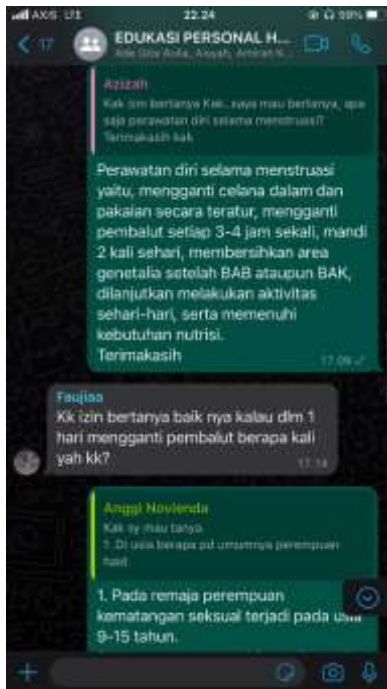 AXIS LTE 22.24 99%
17 EDUKASI PERSONAL H...
Azizah
Kak izin bertanya Kak, saya mau bertanya, apa
saja perawatan diri selama menstruasi?
Terimakasih kak
Perawatan diri selama menstruasi
yaitu, mengganti celana dalam dan
pakaian secara teratur, mengganti
pembalut setiap 3-4 jam sekali, mandi
2 kali sehari, membersihkan area
genetalia setelah BAB ataupun BAK,
dilanjutkan melakukan aktivitas
sehari-hari, serta memenuhi
kebutuhan nutrisi.
Terimakasih
17.09
Faujiaa
Kk izin bertanya baik nya kalau dlm 1
hari mengganti pembalut berapa kali
yah kk?
17.14
Anggi Novienda
Kak sy mau tanya
1. Di usia berapa pd umumnya perempuan
haid
1. Pada remaja perempuan
kematangan seksual terjadi pada usia
9-15 tahun.